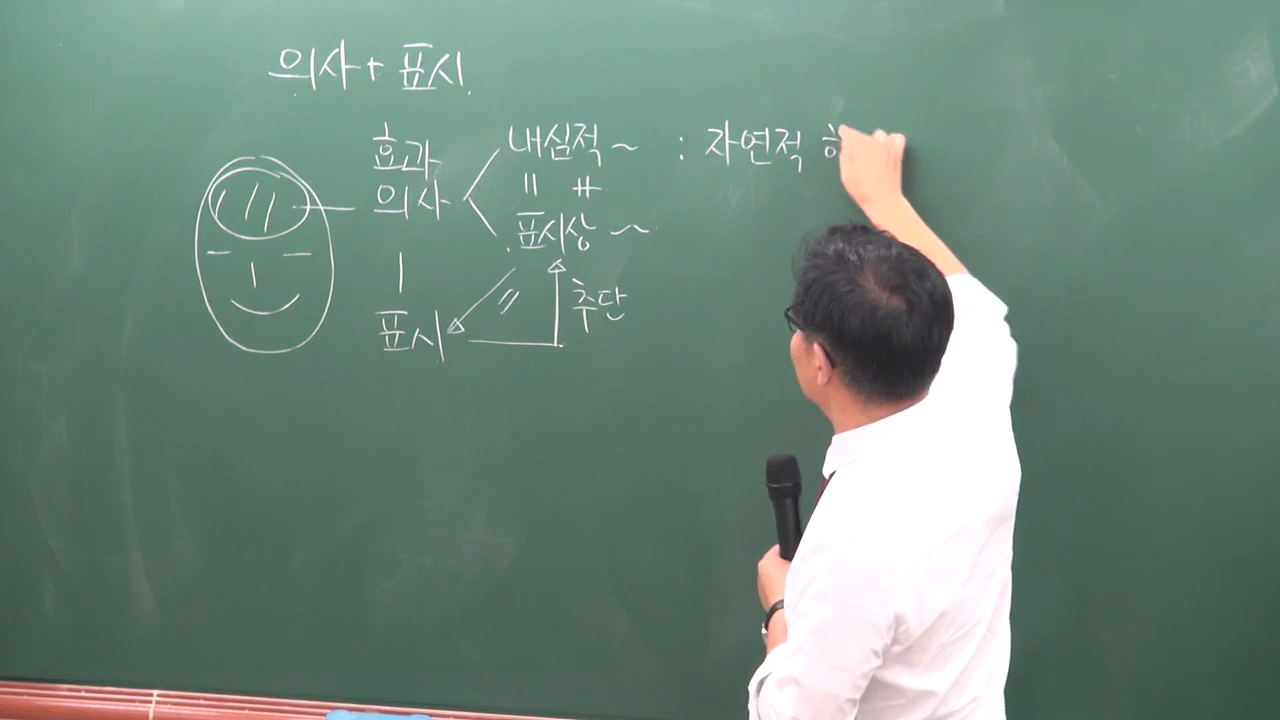 의사 + 표시
효과
의사
내심적 ~ : 자연적
〃 ≠
표시상 ~
|
표시
〃
추단